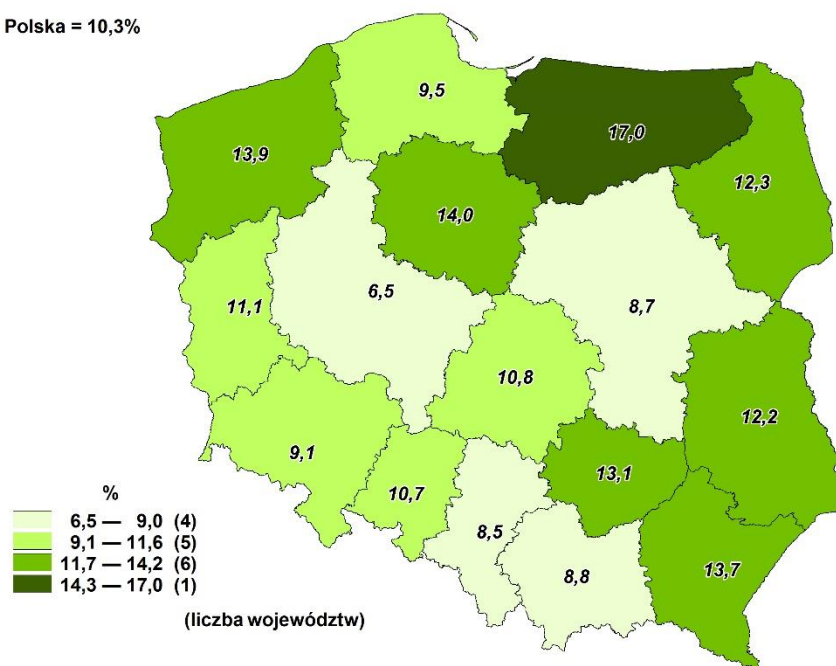 Polska = 10,3%
9,5
17,0
13,9
12,3
14,0
6,5
8,7
11,1
10,8
12,2
9,1
13,1
10,7
8,5
8,8
13,7
%
6,5 — 9,0 (4)
9,1 — 11,6 (5)
11,7 — 14,2 (6)
14,3 — 17,0 (1)
(liczba województw)